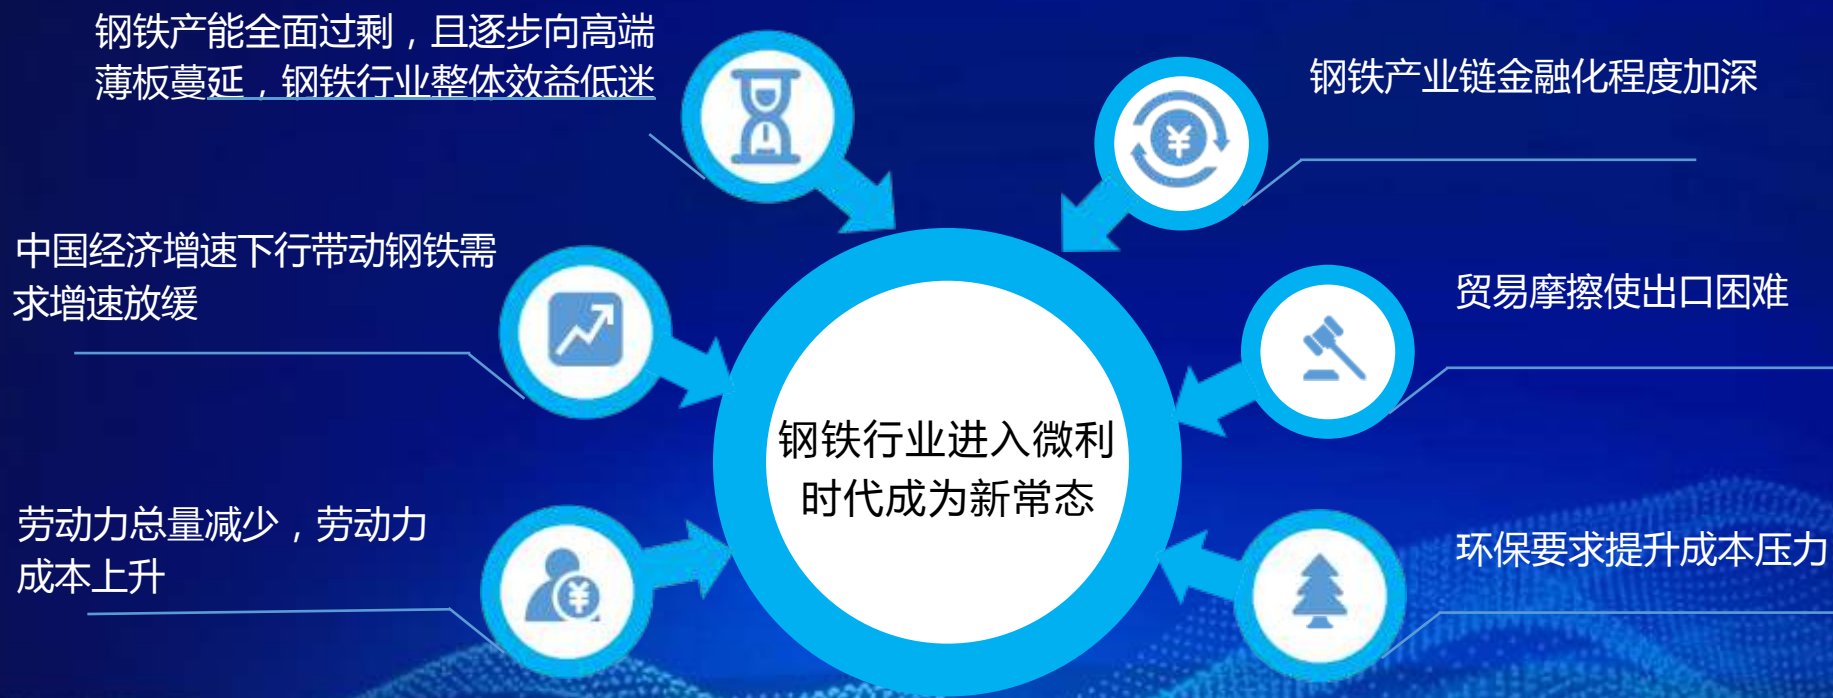 钢铁产能全面过剩，且逐步向高端
薄板蔓延，钢铁行业整体效益低迷
钢铁产业链金融化程度加深
中国经济增速下行带动钢铁需
求增速放缓
贸易摩擦使出口困难
钢铁行业进入微利
时代成为新常态
劳动力总量减少，劳动力
成本上升
环保要求提升成本压力